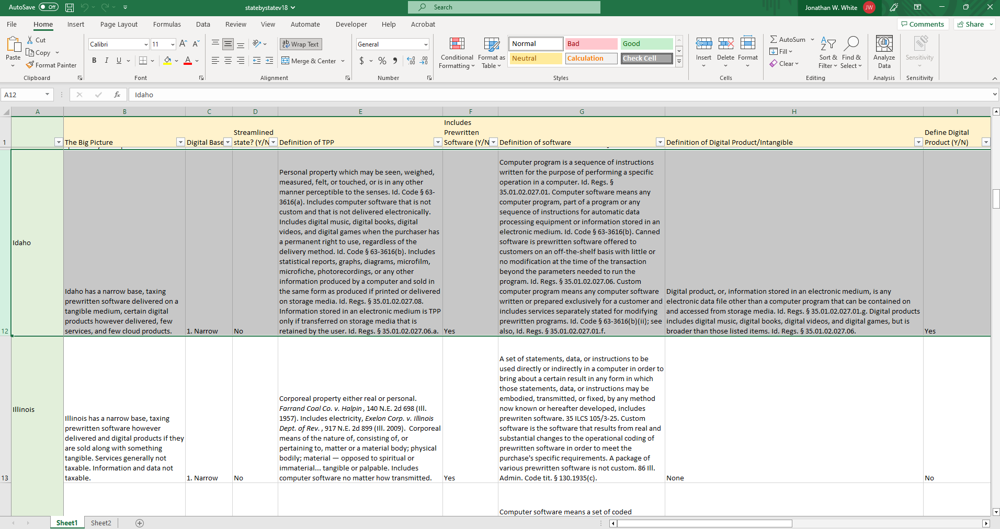 AutoSave Off
statebystatev18
Search
Jonathan W. White JW
File Home Insert Page Layout Formulas Data Review View Automate Developer Help Acrobat
Comments Share
Paste
Cut
Copy
Format Painter
Clipboard
Calibri 11
B I U
Font
Wrap Text
Merge & Center
Alignment
General
$ % ,
Number
Conditional
Formatting
Format as
Table
Normal Bad Good
Neutral Calculation Check Cell
Styles
Insert Delete Format
Cells
AutoSum
Fill
Clear
Sort &
Filter
Find &
Select
Editing
Analyze
Data
Analysis
Sensitivity
Sensitivity
A12
fx
Idaho
A B C D E F G H I
1
The Big Picture
Digital Base
Streamlined
state? (Y/N
Definition of TPP
Includes
Prewritten
Software (Y/N
Definition of software
Definition of Digital Product/Intangible
Define Digital
Product (Y/N)
12
Idaho
Idaho has a narrow base, taxing
prewritten software delivered on a
tangible medium, certain digital
products however delivered, few
services, and few cloud products.
1. Narrow
No
Personal property which may be seen, weighed,
measured, felt, or touched, or is in any other
manner perceptible to the senses. Id. Code § 63-
3616(a). Includes computer software that is not
custom and that is not delivered electronically.
Includes digital music, digital books, digital
videos, and digital games when the purchaser has
a permanent right to use, regardless of the
delivery method. Id. Code § 63-3616(b). Includes
statistical reports, graphs, diagrams, microfilm,
microfiche, photorecordings, or any other
information produced by a computer and sold in
the same form as produced if printed or delivered
on storage media. Id. Regs. § 35.01.02.027.08.
Information stored in an electronic medium is TPP
only if transferred on storage media that is
retained by the user. Id. Regs. § 35.01.02.027.06.a.
Yes
Computer program is a sequence of instructions
written for the purpose of performing a specific
operation in a computer. Id. Regs. §
35.01.02.027.01. Computer software means any
computer program, part of a program or any
sequence of instructions for automatic data
processing equipment or information stored in an
electronic medium. Id. Code § 63-3616(b). Canned
software is prewritten software offered to
customers on an off-the-shelf basis with little or
no modification at the time of the transaction
beyond the parameters needed to run the
program. Id. Regs. § 35.01.02.027.06. Custom
computer program means any computer software
written or prepared exclusively for a customer and
includes services separately stated for modifying
prewritten programs. Id. Code § 63-3616(b)(ii); see
also, Id. Regs. § 35.01.02.027.01.f.
Digital product, or, information stored in an electronic medium, is any
electronic data file other than a computer program that can be contained on
and accessed from storage media. Id. Regs. § 35.01.02.027.01.g. Digital products
includes digital music, digital books, digital videos, and digital games, but is
broader than those listed items. Id. Regs. § 35.01.02.027.06.
Yes
13
Illinois
Illinois has a narrow base, taxing
prewritten software however
delivered and digital products if they
are sold along with something
tangible. Services generally not
taxable. Information and data not
taxable.
1. Narrow
No
Corporeal property either real or personal.
Farrand Coal Co. v. Halpin , 140 N.E. 2d 698 (Ill.
1957). Includes electricity, Exelon Corp. v. Illinois
Dept. of Rev. , 917 N.E. 2d 899 (Ill. 2009). Corporeal
means of the nature of, consisting of, or
pertaining to, matter or a material body; physical
bodily; material — opposed to spiritual or
immaterial... tangible or palpable. Includes
computer software no matter how transmitted.
Yes
A set of statements, data, or instructions to be
used directly or indirectly in a computer in order to
bring about a certain result in any form in which
those statements, data, or instructions may be
embodied, transmitted, or fixed, by any method
now known or hereafter developed, includes
prewriten software. 35 ILCS 105/3-25. Custom
software is the software that results from real and
substantial changes to the operational coding of
prewritten software in order to meet the
purchase's specific requirements. A package of
various prewritten software is not custom. 86 Ill.
Admin. Code tit. § 130.1935(c).
None
No
Computer software means a set of coded
Sheet1 Sheet2